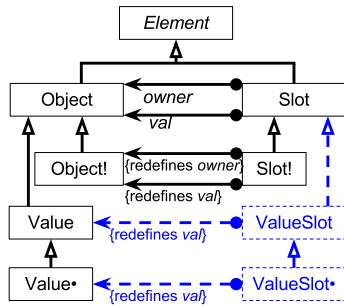 Element
Object
owner
Slot
val
Object!
{redefines owner}
Slot!
{redefines val}
Value
{redefines val}
ValueSlot
Value•
{redefines val}
ValueSlot•